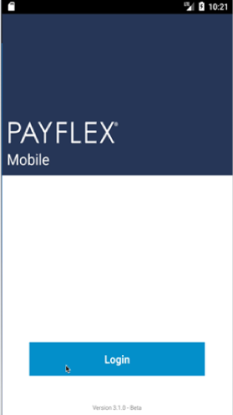 10:21
PAYFLEX®
Mobile
Login
Version 3.1.0 - Beta